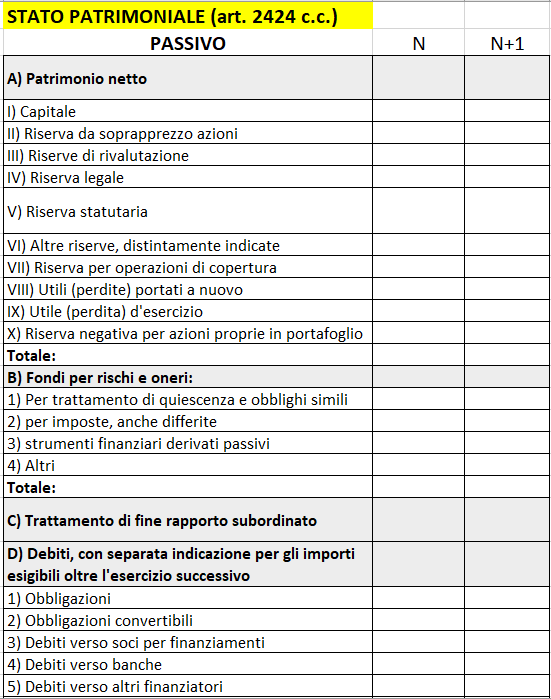 STATO PATRIMONIALE (art. 2424 c.c.)
PASSIVO N N+1
A) Patrimonio netto
I) Capitale
II) Riserva da soprapprezzo azioni
III) Riserve di rivalutazione
IV) Riserva legale
V) Riserva statutaria
VI) Altre riserve, distintamente indicate
VII) Riserva per operazioni di copertura
VIII) Utili (perdite) portati a nuovo
IX) Utile (perdita) d'esercizio
X) Riserva negativa per azioni proprie in portafoglio
Totale:
B) Fondi per rischi e oneri:
1) Per trattamento di quiescenza e obblighi simili
2) per imposte, anche differite
3) strumenti finanziari derivati passivi
4) Altri
Totale:
C) Trattamento di fine rapporto subordinato
D) Debiti, con separata indicazione per gli importi
esigibili oltre l'esercizio successivo
1) Obbligazioni
2) Obbligazioni convertibili
3) Debiti verso soci per finanziamenti
4) Debiti verso banche
5) Debiti verso altri finanziatori